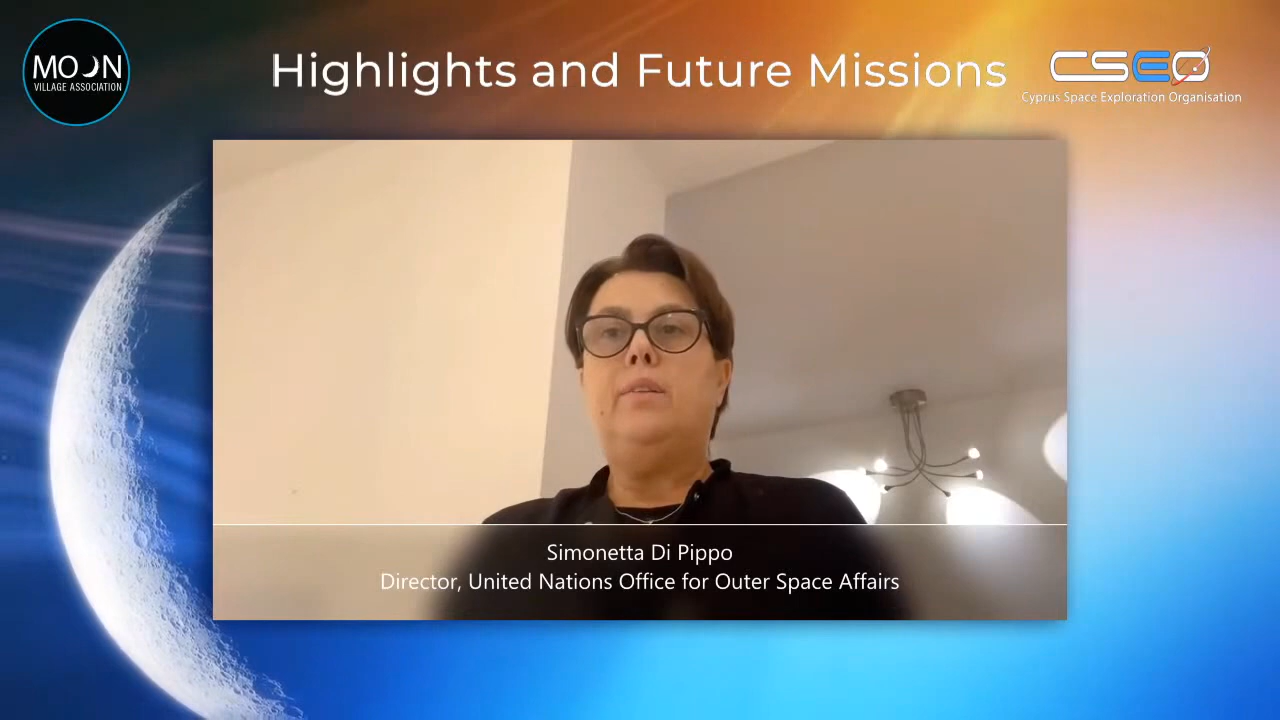 MOON
VILLAGE ASSOCIATION
Highlights and Future Missions
CSEO
Cyprus Space Exploration Organisation
Simonetta Di Pippo
Director, United Nations Office for Outer Space Affairs